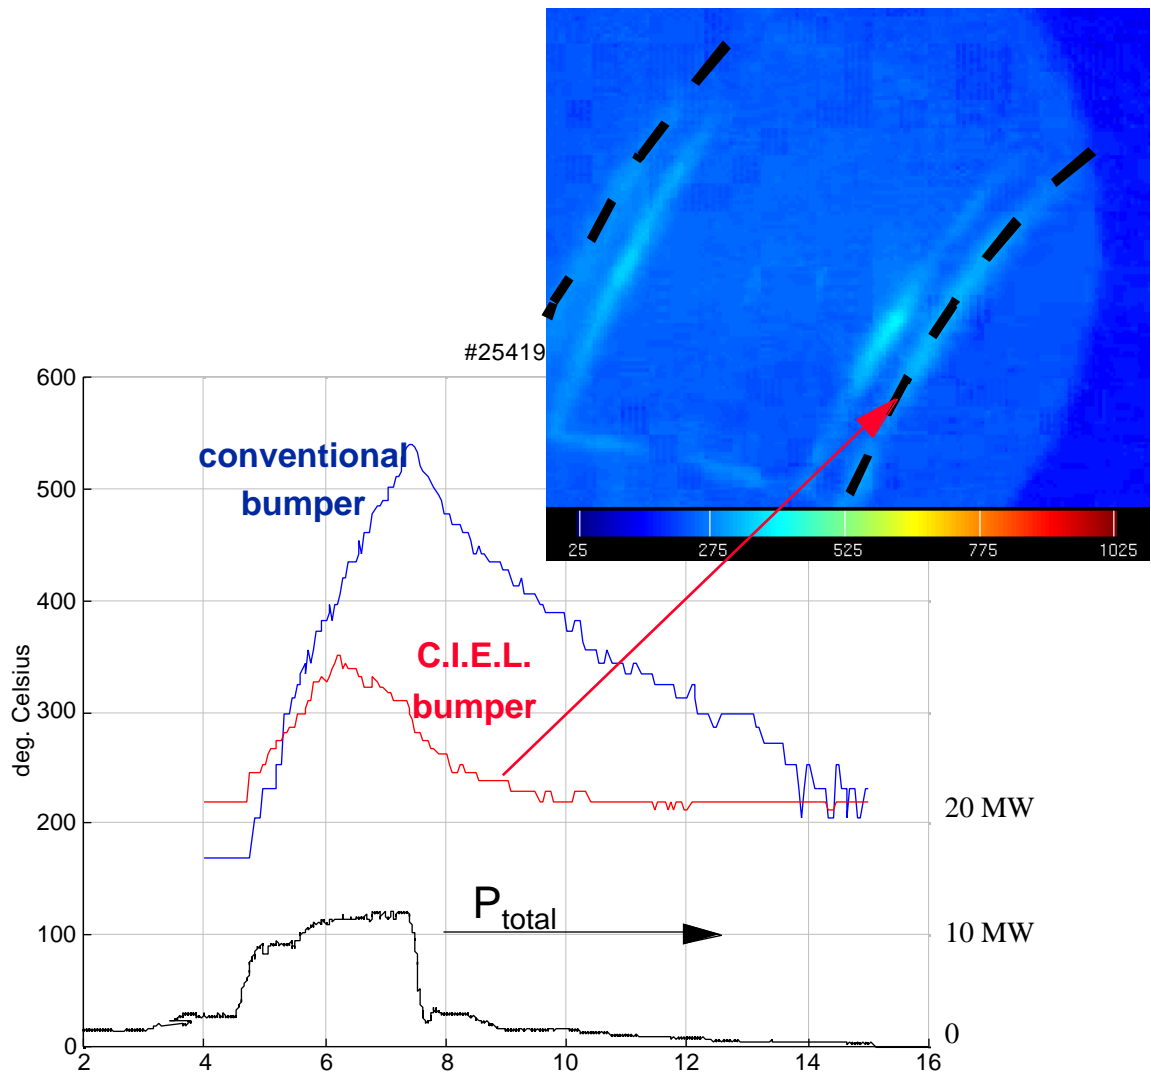 #25419
600
conventional
bumper
500
25 275 525 775 1025
400
C.I.E.L.
bumper
300
deg. Celsius
200
20 MW
P total
100
10 MW
0
0
2 4 6 8 10 12 14 16